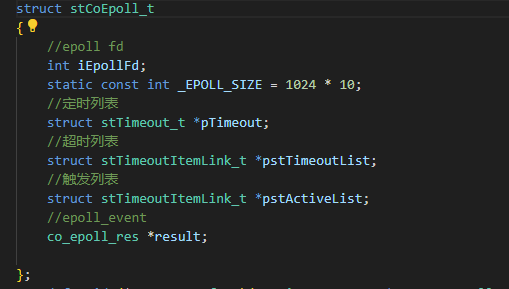 struct stCoEpoll_t
{
//epoll fd
int iEpollFd;
static const int _EPOLL_SIZE = 1024 * 10;
//定时列表
struct stTimeout_t *pTimeout;
//超时列表
struct stTimeoutItemLink_t *pstTimeoutList;
//触发列表
struct stTimeoutItemLink_t *pstActiveList;
//epoll_event
co_epoll_res *result;
};